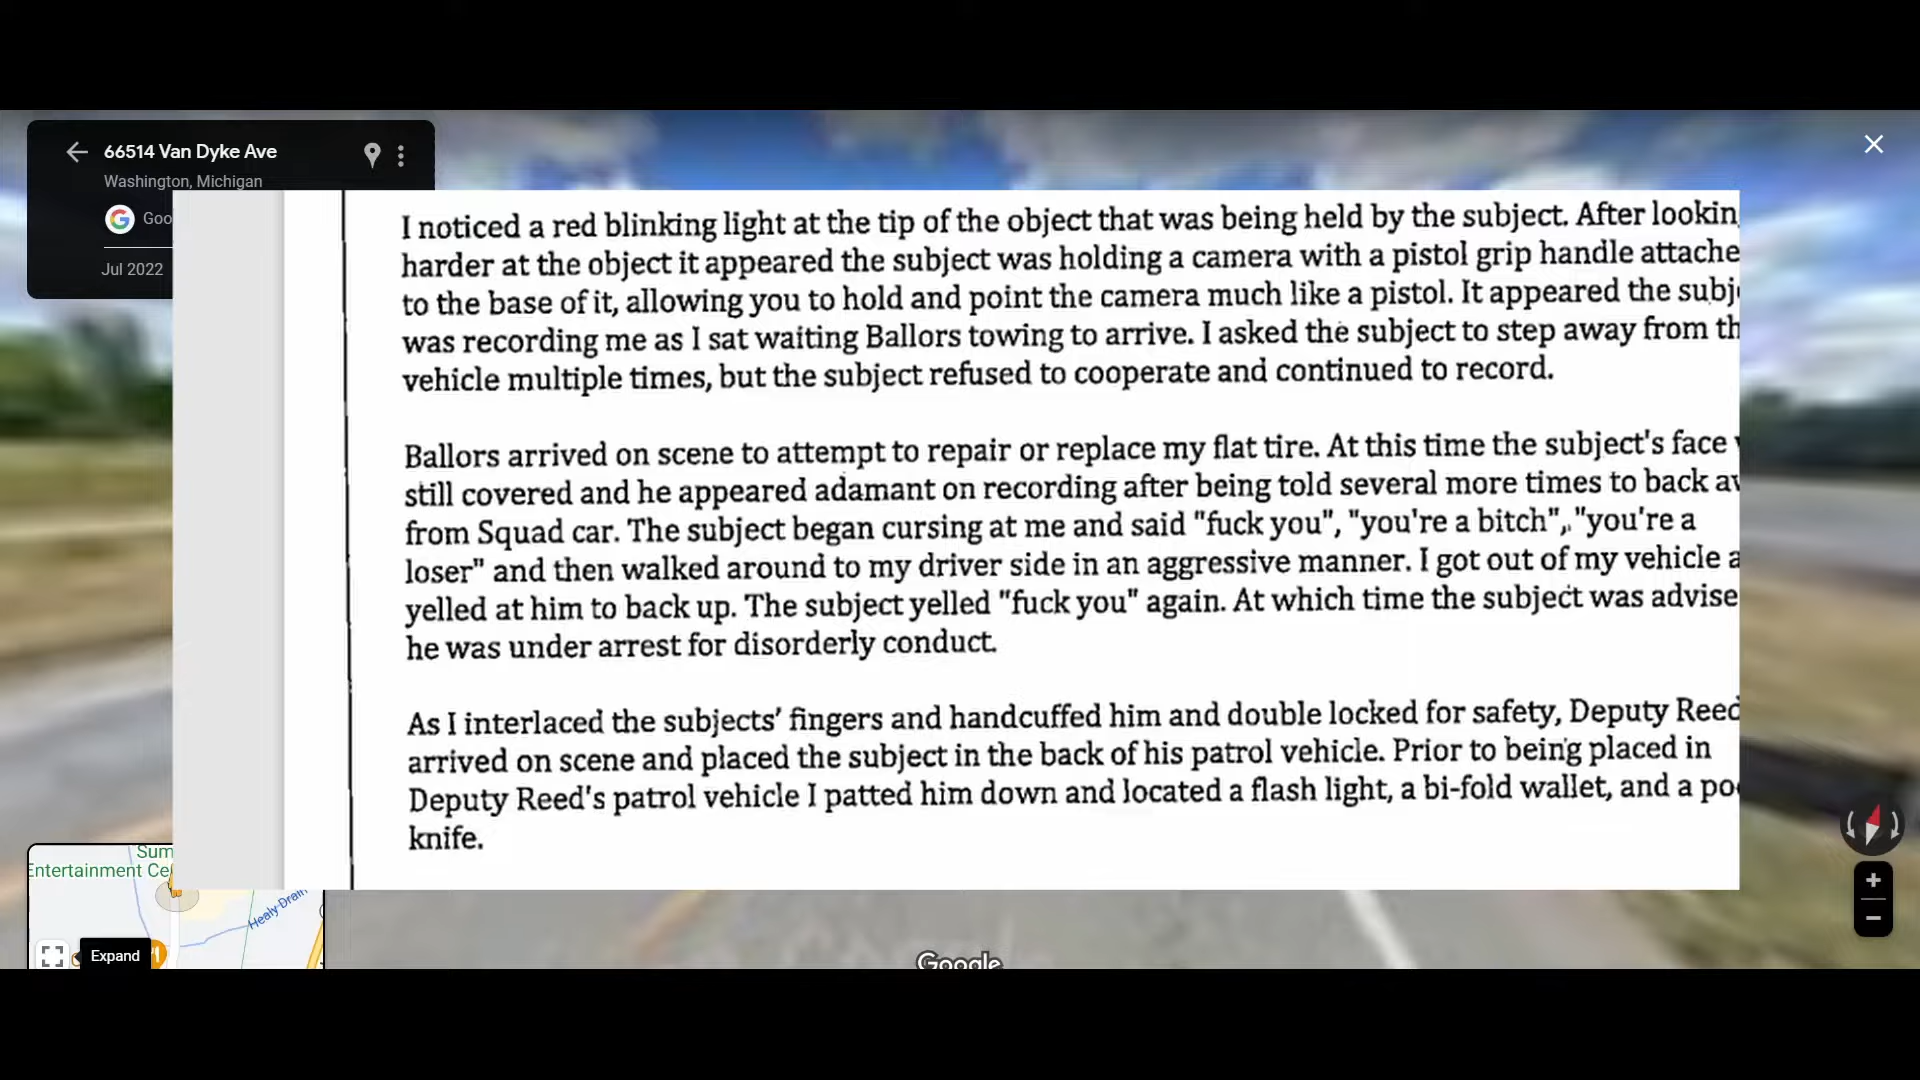 66514 Van Dyke Ave
Washington, Michigan
Goo
Jul 2022
I noticed a red blinking light at the tip of the object that was being held by the subject. After lookin
harder at the object it appeared the subject was holding a camera with a pistol grip handle attache
to the base of it, allowing you to hold and point the camera much like a pistol. It appeared the subj
was recording me as I sat waiting Ballors towing to arrive. I asked the subject to step away from th
vehicle multiple times, but the subject refused to cooperate and continued to record.
Ballors arrived on scene to attempt to repair or replace my flat tire. At this time the subject's face
still covered and he appeared adamant on recording after being told several more times to back a
from Squad car. The subject began cursing at me and said "fuck you", "you're a bitch", "you're a
loser" and then walked around to my driver side in an aggressive manner. I got out of my vehicle a
yelled at him to back up. The subject yelled "fuck you" again. At which time the subject was advise
he was under arrest for disorderly conduct.
As I interlaced the subjects' fingers and handcuffed him and double locked for safety, Deputy Reed
arrived on scene and placed the subject in the back of his patrol vehicle. Prior to being placed in
Deputy Reed's patrol vehicle I patted him down and located a flash light, a bi-fold wallet, and a po
knife.
Sum
Entertainment Ce
Healy Drain
Expand
Google